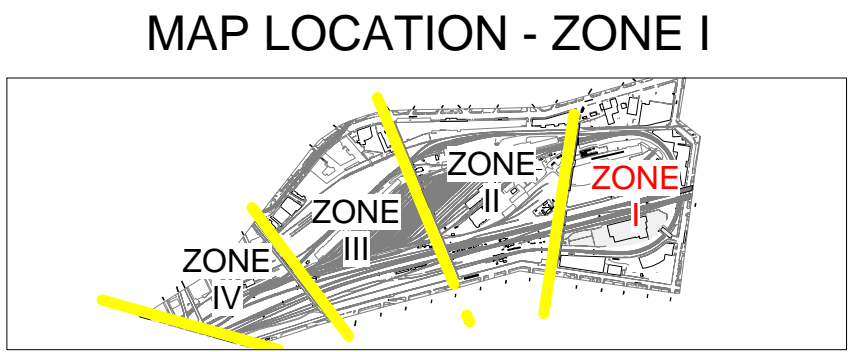 MAP LOCATION - ZONE I
ZONE
II
ZONE
I
ZONE
III
ZONE
IV